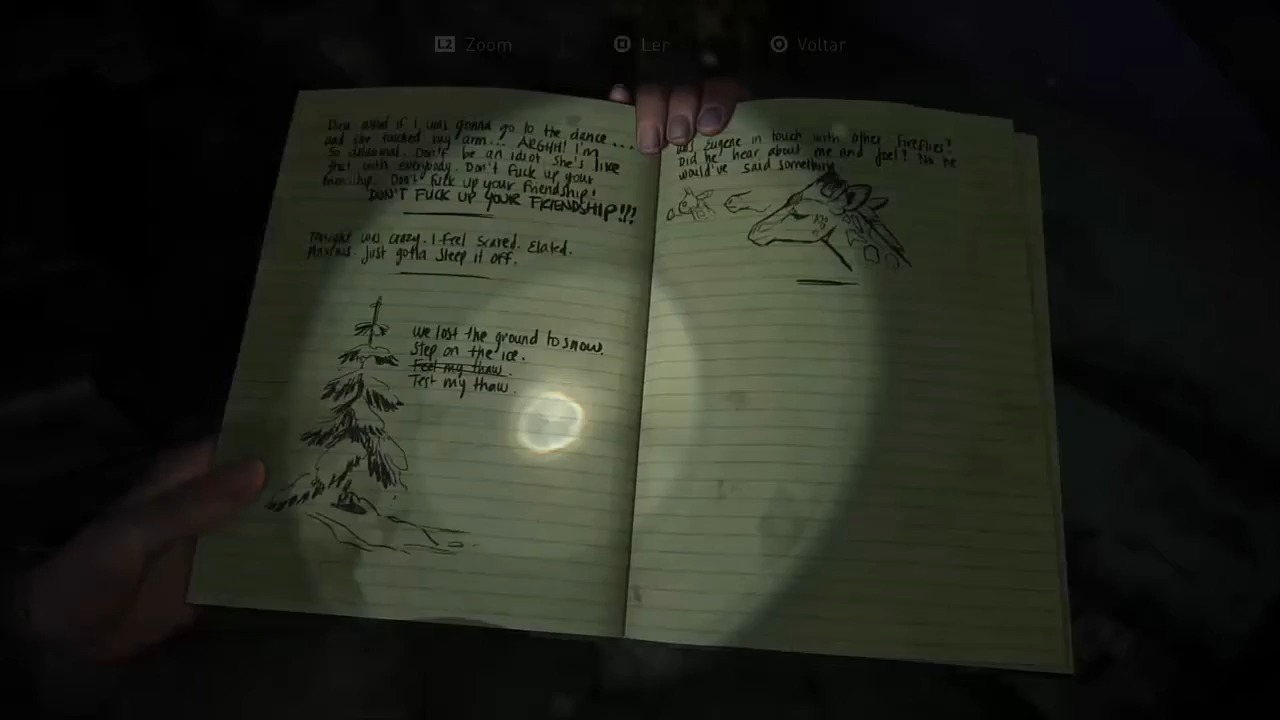 L2 Zoom
Ler
Voltar
Dina asked if I was gonna go to the dance...
and she touched my arm... ARGHH! I'm
so delusional. Don't be an idiot she's like
that with everybody. Don't fuck up your
friendship. Don't fuck up your friendship!
DON'T FUCK UP YOUR FRIENDSHIP!!!
Tonight was crazy. I feel scared. Elated.
Anxious. Just gotta sleep it off.
We lost the ground to snow.
Step on the ice.
Feel my thaw.
Test my thaw.
Was Eugene in touch with other fireflies?
Did he hear about me and Joel? No he
would've said something